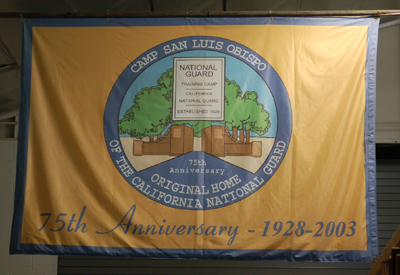 CAMP SAN LUIS OBISPO
NATIONAL
GUARD
TRAINING CAMP
CALIFORNIA
NATIONAL GUARD
ESTABLISHED 1928
75th
Anniversary
ORIGINAL HOME
OF THE CALIFORNIA NATIONAL GUARD
75th Anniversary - 1928-2003